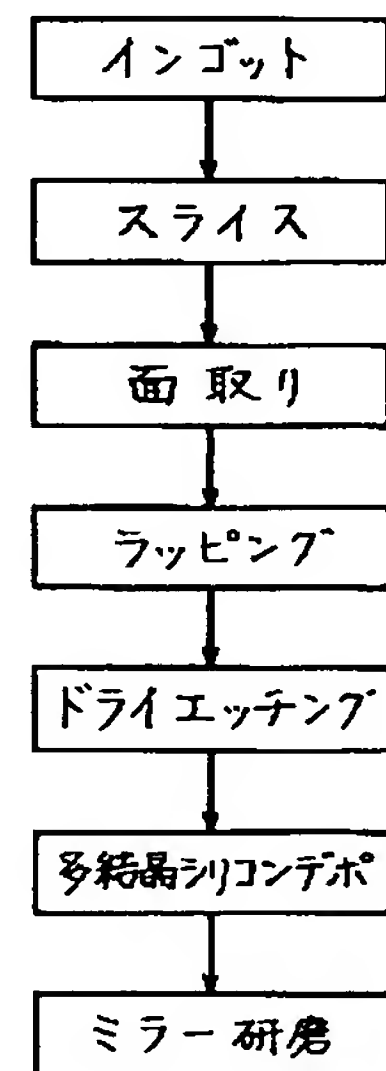 インゴット
スライス
面取り
ラッピング
ドライエッチング
多結晶シリコンデポ
ミラー研磨